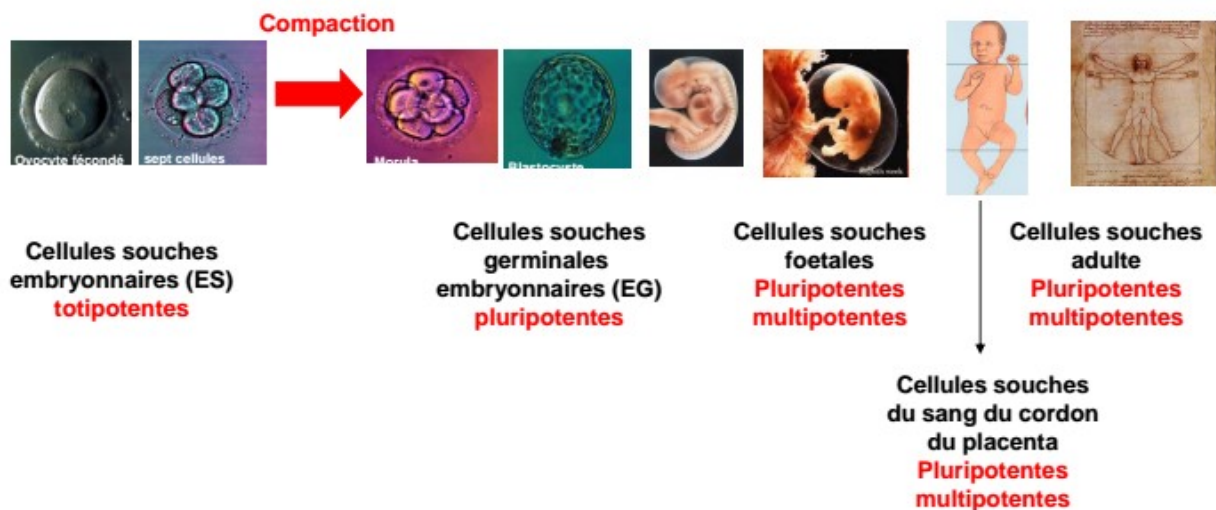 Compaction
Ovocyte fécondé
sept cellules
Morula
Blastocyste
Cellules souches
embryonnaires (ES)
totipotentes
Cellules souches
germinales
embryonnaires (EG)
pluripotentes
Cellules souches
foetales
Pluripotentes
multipotentes
Cellules souches
adulte
Pluripotentes
multipotentes
Cellules souches
du sang du cordon
du placenta
Pluripotentes
multipotentes